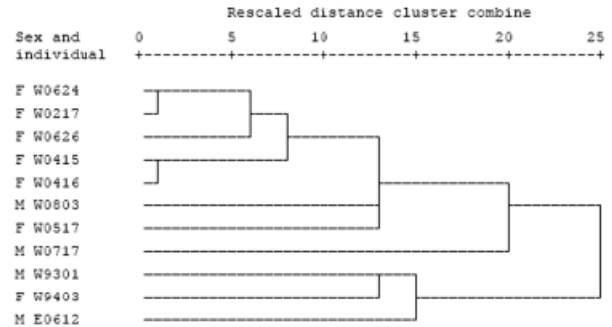 Rescaled distance cluster combine
Sex and 0 5 10 15 20 25
individual
F W0624
F W0217
F W0626
F W0415
F W0416
M W0803
F W0517
M W0717
M W9301
F W9403
M E0612